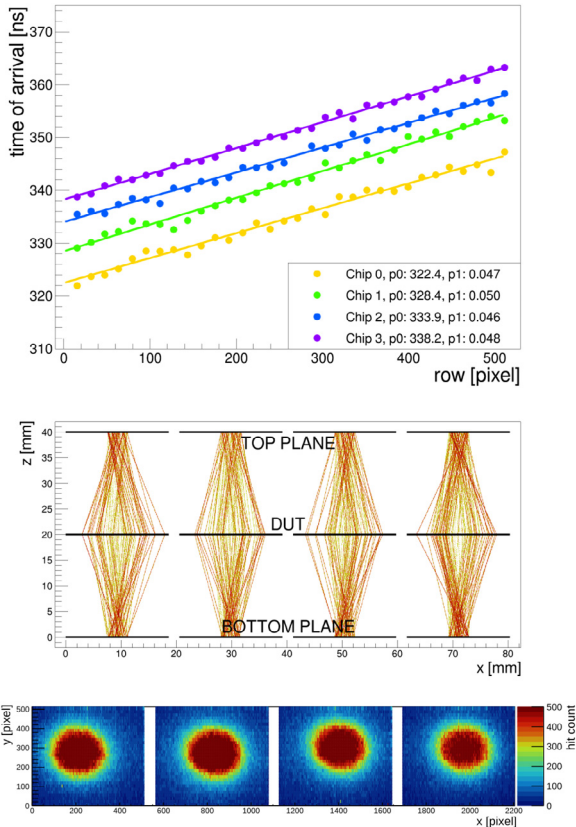 time of arrival [ns]
370
360
350
340
330
320
310
Chip 0, p0: 322.4, p1: 0.047
Chip 1, p0: 328.4, p1: 0.050
Chip 2, p0: 333.9, p1: 0.046
Chip 3, p0: 338.2, p1: 0.048
0 100 200 300 400 500
row [pixel]
z [mm]
40
35
30
25
20
15
10
5
0
TOP PLANE
DUT
BOTTOM PLANE
0 10 20 30 40 50 60 70 80
x [mm]
y [pixel]
500
400
300
200
100
0
0 200 400 600 800 1000 1200 1400 1600 1800 2000 2200
x [pixel]
500
400
300
200
100
0
hit count